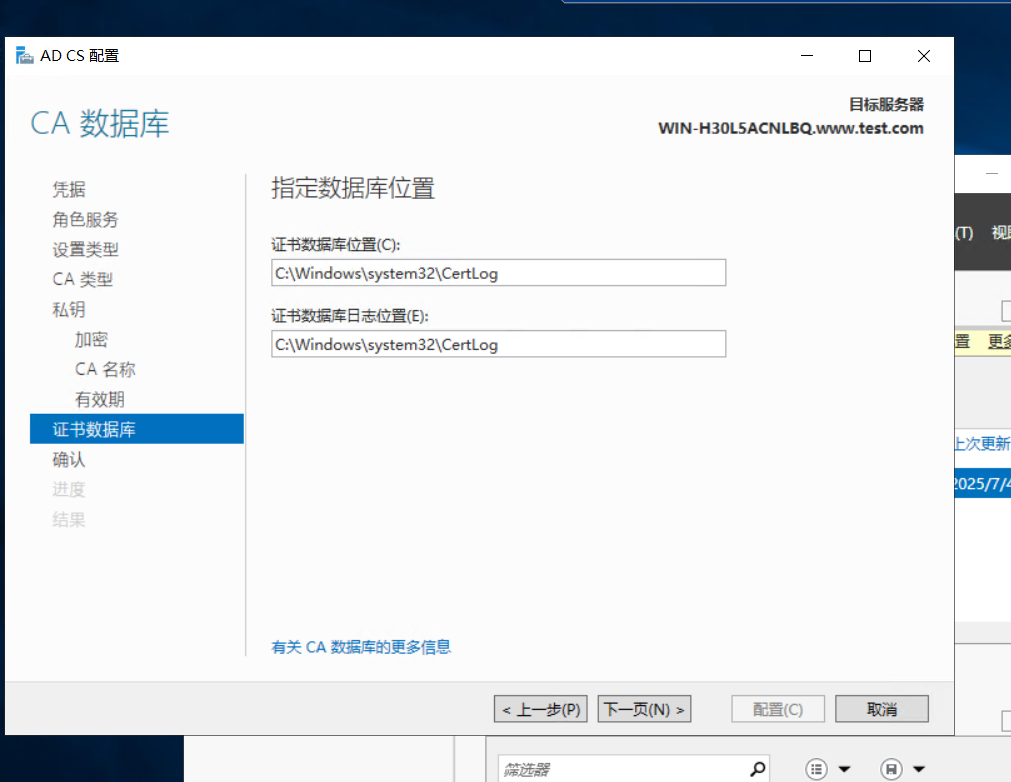 AD CS 配置
CA 数据库
目标服务器
WIN-H30L5ACNLBQ.www.test.com
凭据
角色服务
设置类型
CA 类型
私钥
加密
CA 名称
有效期
证书数据库
确认
进度
结果
指定数据库位置
证书数据库位置(C):
C:\Windows\system32\CertLog
证书数据库日志位置(E):
C:\Windows\system32\CertLog
有关 CA 数据库的更多信息
< 上一步(P)
下一页(N) >
配置(C)
取消
(T)
置
上次更新
2025/7/4
筛选器